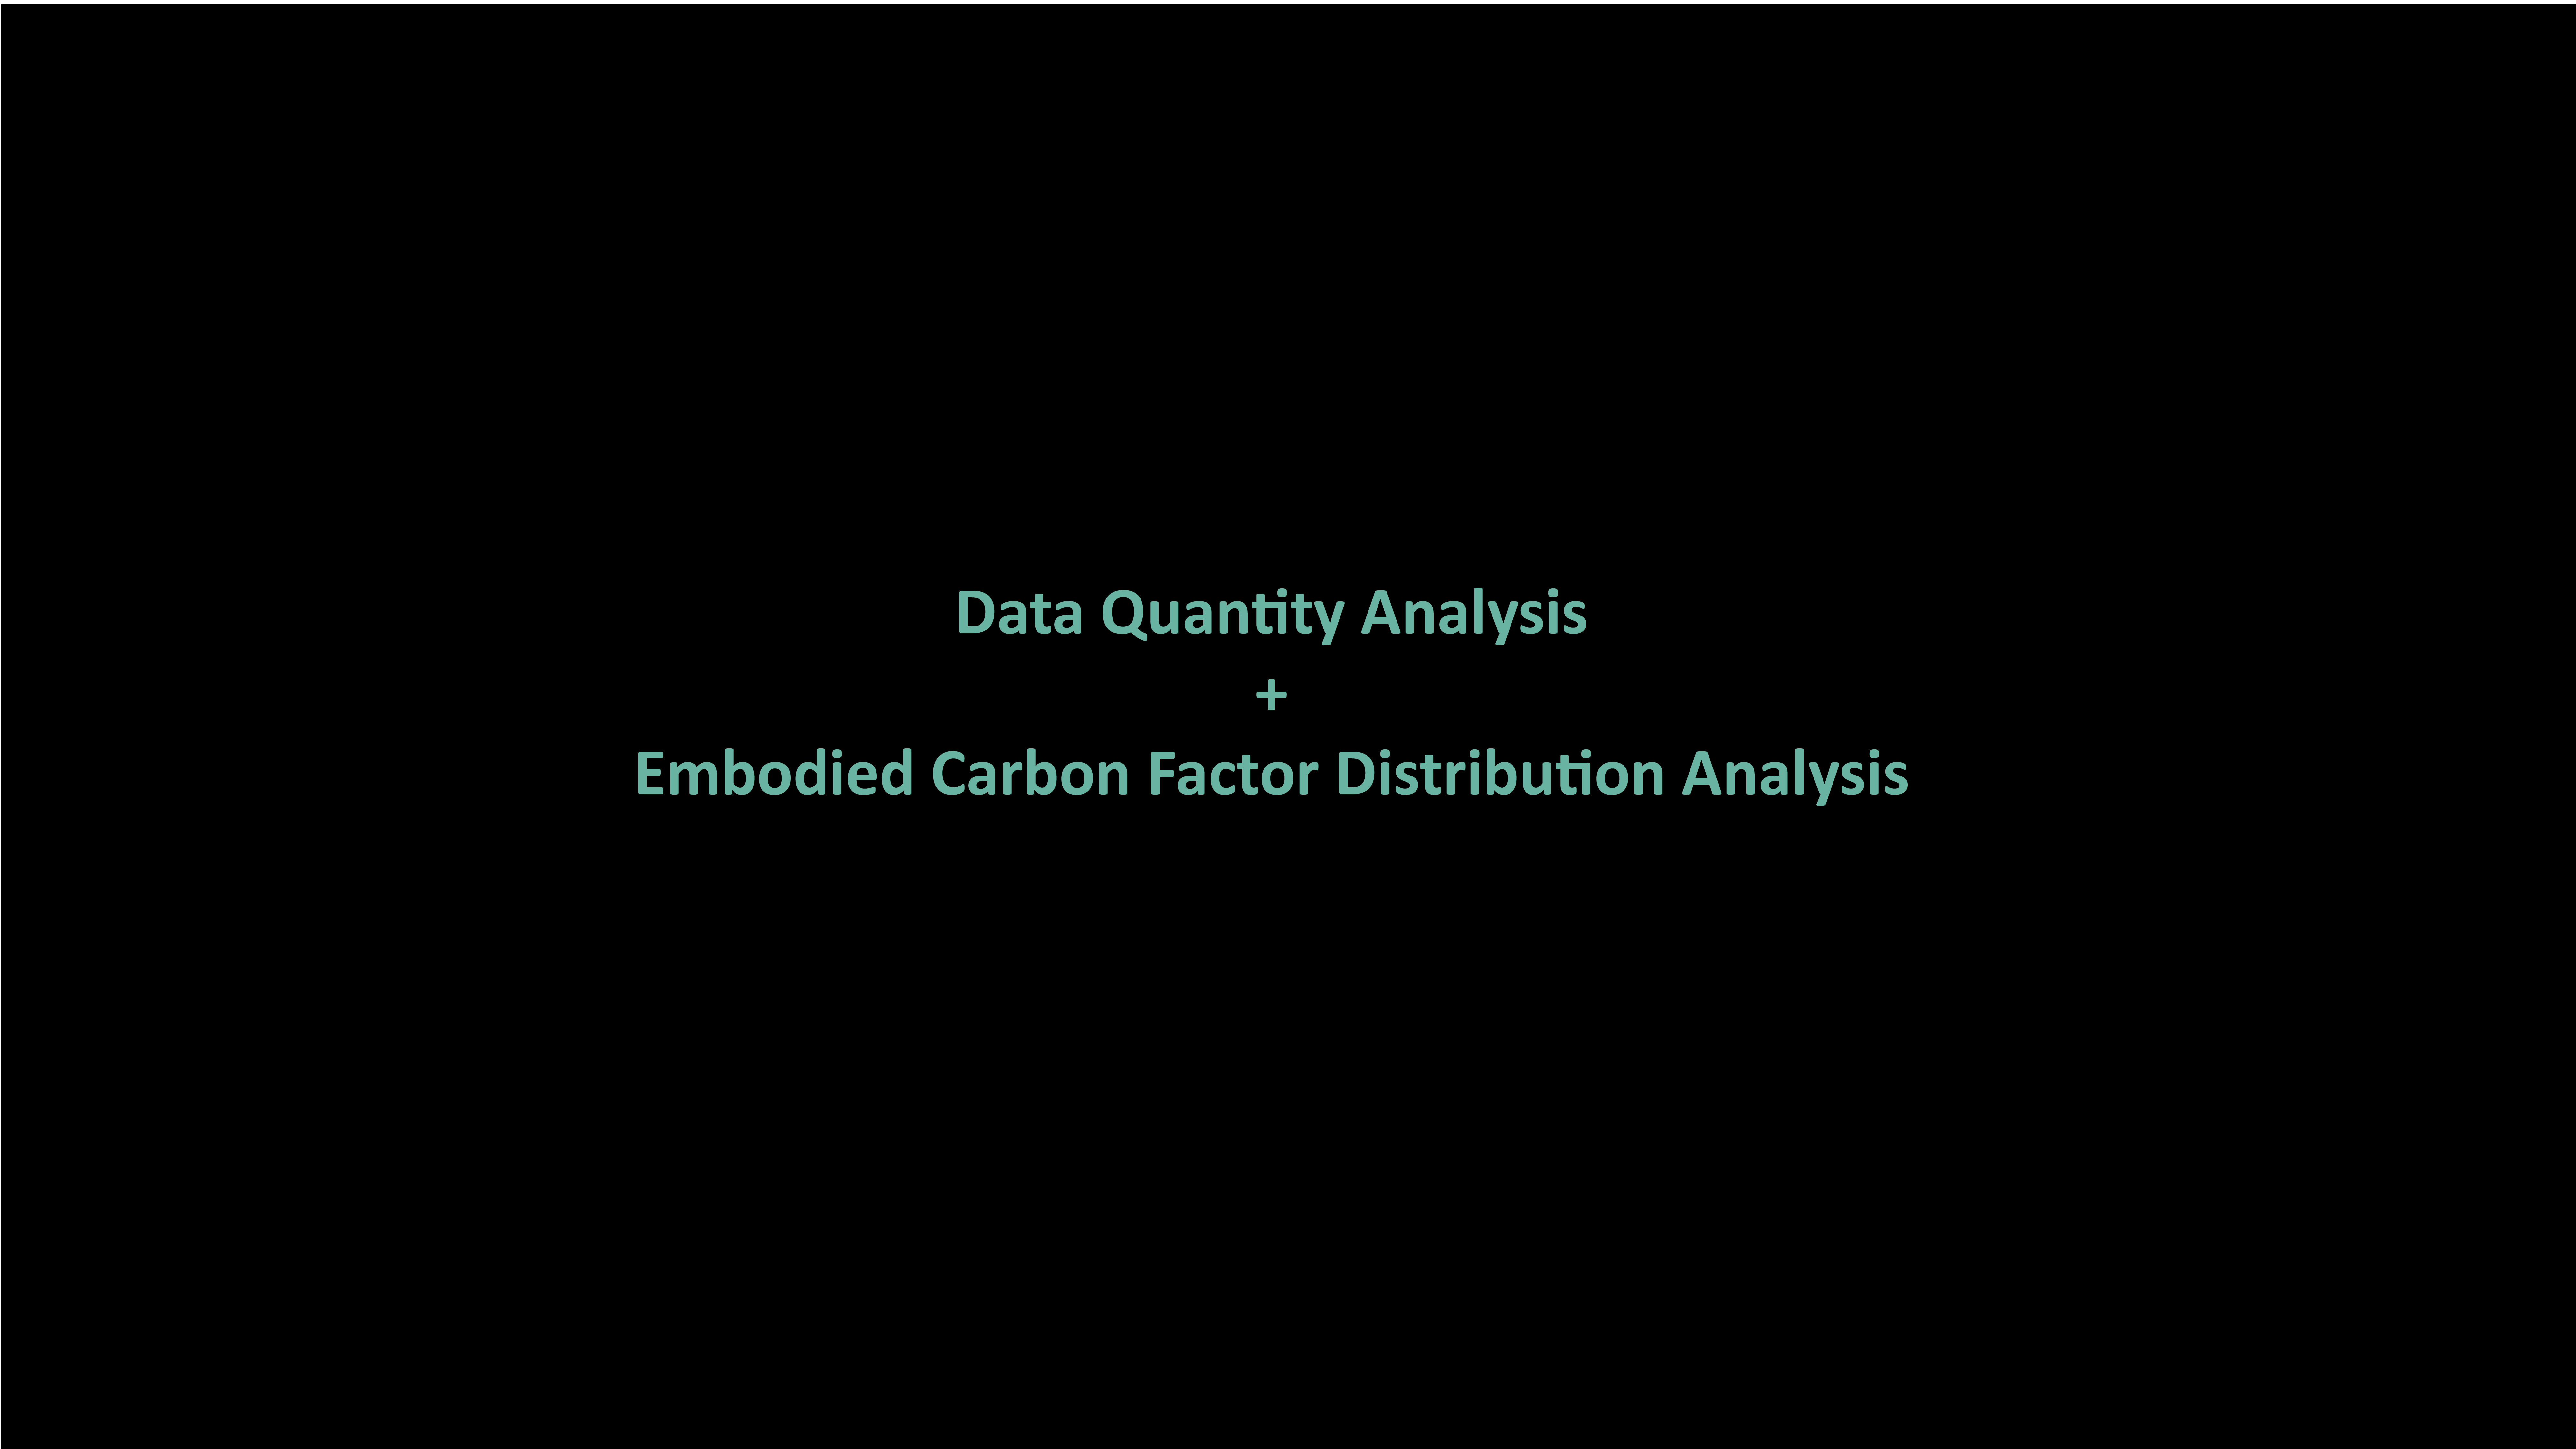 Data Quantity Analysis
+
Embodied Carbon Factor Distribution Analysis